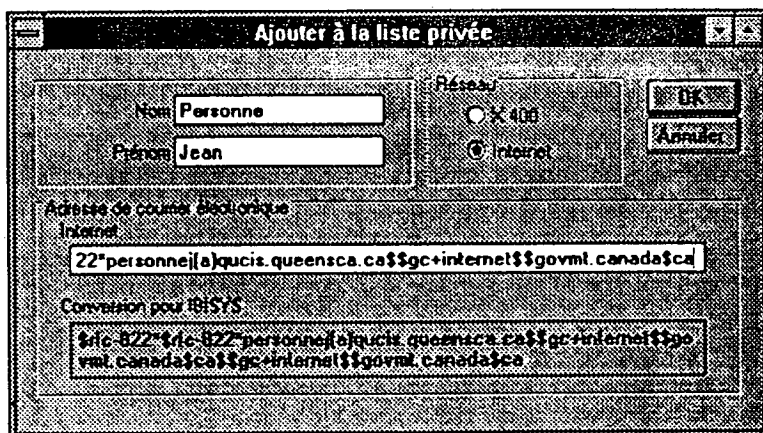 Ajouter à la liste privée
Nom Personne
Prénom Jean
Réseau
X 400
Internet
OK
Annuler
Adresse de courrier électronique
Internet
22*personnej(a)qucis.queensca.ca$$gc+internet$$govmt.canada$ca
Conversion pour IBISYS
$rfc-822*$rfc-822*personnej(a)qucis.queensca.ca$$gc+internet$$go
vmt.canada$ca$$gc+internet$$govmt.canada$ca